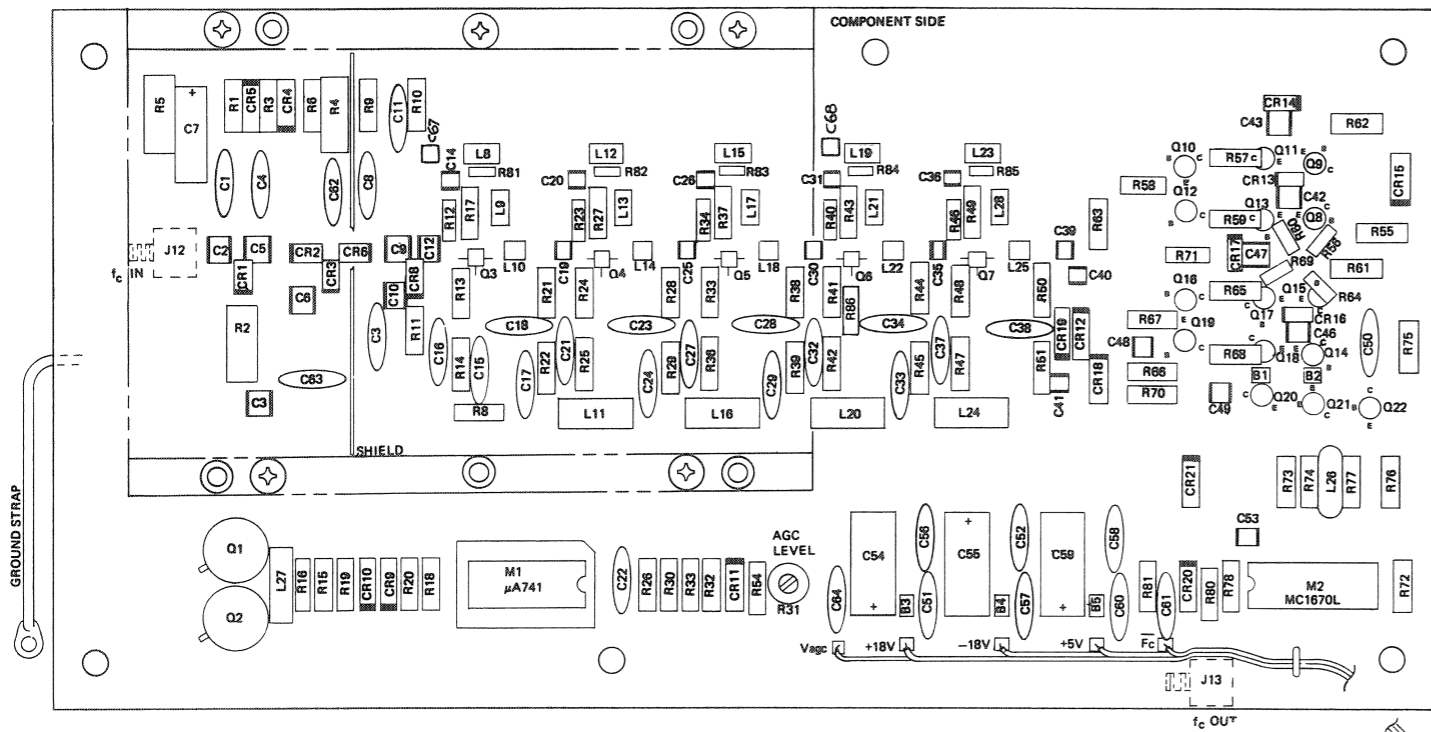 COMPONENT SIDE
R5
C7
+
R1
CR5
R3
CR4
R6
R4
R9
C11
R10
C67
C68
CR14
C43
R62
C14
L8
R81
L12
R82
L15
R83
L19
R84
L23
R85
Q10
R57
C
Q11
E
B
Q9
C
E
C1
C4
C62
C8
C20
C26
C31
C36
R58
Q12
CR13
C42
CR15
R12
R17
L9
R23
R27
L13
R34
R37
L17
R40
R43
L21
R46
R49
L28
R63
R59
C
Q13
E
Q8
R55
J12
fc IN
C2
C5
CR2
CR3
CR6
C9
C12
Q3
L10
C19
Q4
L14
C25
Q5
L18
C30
Q6
L22
C35
Q7
L25
C39
C40
R71
CR17
C47
R69
R61
CR1
C6
C10
CR8
R13
R21
R24
R28
R33
R38
R41
R86
R44
R48
R50
Q16
R65
Q15
R64
Q17
CR16
C46
R2
C3
R11
C16
C18
C23
C28
C34
C38
CR19
CR12
R67
Q19
C50
R75
R14
C15
C17
R22
C21
R25
C24
R29
C27
R36
C29
R39
C32
R42
C33
R45
C37
R47
R51
CR18
C48
R66
R68
Q18
Q14
C63
C3
R8
L11
L16
L20
L24
C41
R70
C49
B1
B2
Q20
Q21
Q22
SHIELD
GROUND STRAP
CR21
R73
R74
L26
R77
R76
Q1
Q2
L27
R16
R15
R19
CR10
CR9
R20
R18
M1
µA741
C22
R26
R30
R33
R32
CR11
R54
AGC
LEVEL
R31
C54
+
C56
C55
+
C52
C59
+
C58
C53
C64
B3
C51
B4
C57
B5
C60
R81
C61
CR20
R80
R78
M2
MC1670L
R72
Vagc
+18V
−18V
+5V
Fc
J13
fc OUT